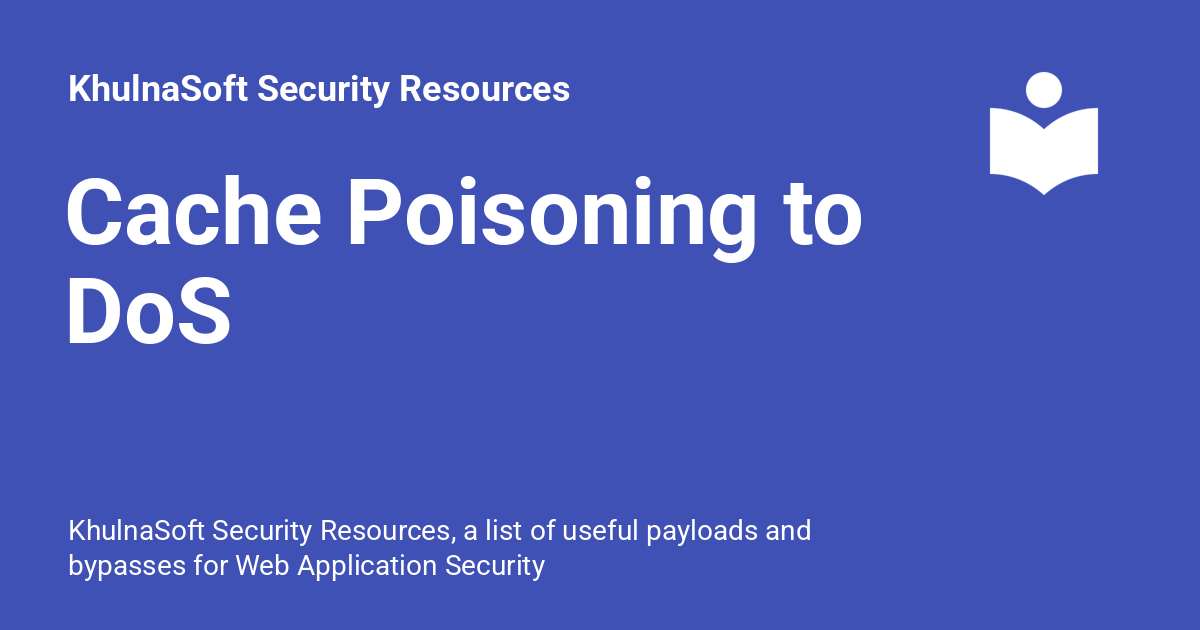 KhulnaSoft Security Resources
Cache Poisoning to
DoS
KhulnaSoft Security Resources, a list of useful payloads and
bypasses for Web Application Security